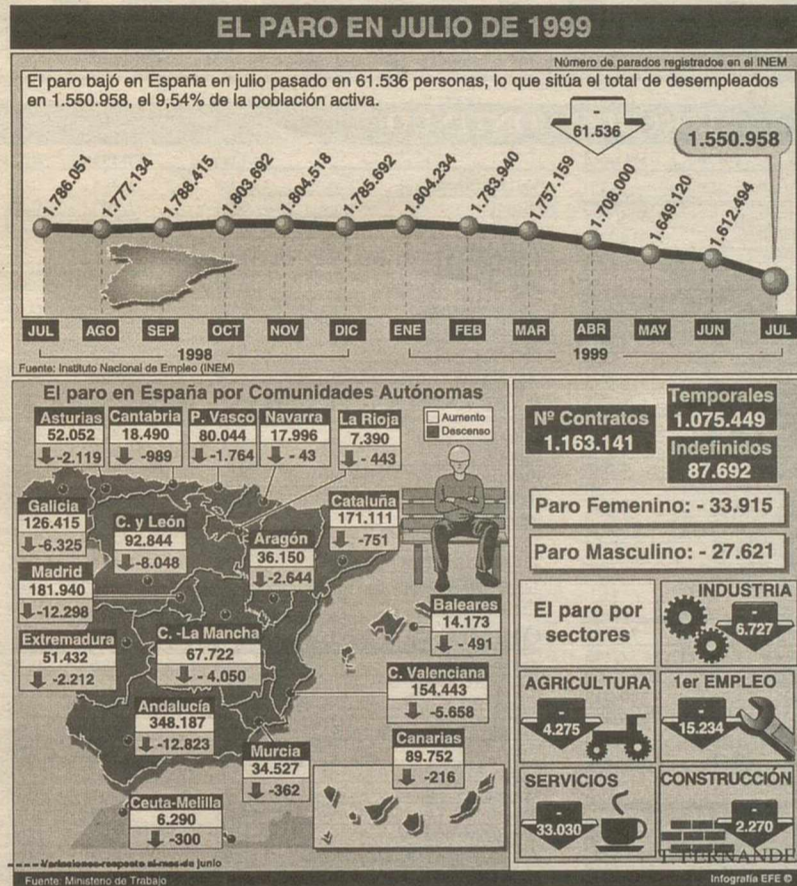 EL PARO EN JULIO DE 1999
Número de parados registrados en el INEM
El paro bajó en España en julio pasado en 61.536 personas, lo que sitúa el total de desempleados
en 1.550.958, el 9,54% de la población activa.
-
61.536
1.550.958
1.786.051
1.777.134
1.788.415
1.803.692
1.804.518
1.785.692
1.804.234
1.783.940
1.757.159
1.708.000
1.649.120
1.612.494
JUL AGO SEP OCT NOV DIC ENE FEB MAR ABR MAY JUN JUL
1998 1999
Fuente: Instituto Nacional de Empleo (INEM)
El paro en España por Comunidades Autónomas
Aumento
Descenso
Asturias
52.052
-2.119
Cantabria
18.490
-989
P. Vasco
80.044
-1.764
Navarra
17.996
- 43
La Rioja
7.390
- 443
Galicia
126.415
-6.325
C. y León
92.844
-8.048
Aragón
36.150
-2.644
Cataluña
171.111
-751
Madrid
181.940
-12.298
Baleares
14.173
- 491
Extremadura
51.432
-2.212
C. -La Mancha
67.722
- 4.050
C. Valenciana
154.443
-5.658
Andalucía
348.187
-12.823
Murcia
34.527
-362
Canarias
89.752
-216
Ceuta-Melilla
6.290
-300
Variaciones respecto al mes de junio
Fuente: Ministerio de Trabajo
Nº Contratos
1.163.141
Temporales
1.075.449
Indefinidos
87.692
Paro Femenino: - 33.915
Paro Masculino: - 27.621
El paro por
sectores
INDUSTRIA
-
6.727
AGRICULTURA
-
4.275
1er EMPLEO
-
15.234
SERVICIOS
-
33.030
CONSTRUCCIÓN
-
2.270
T. FERNANDE
Infografía EFE ©